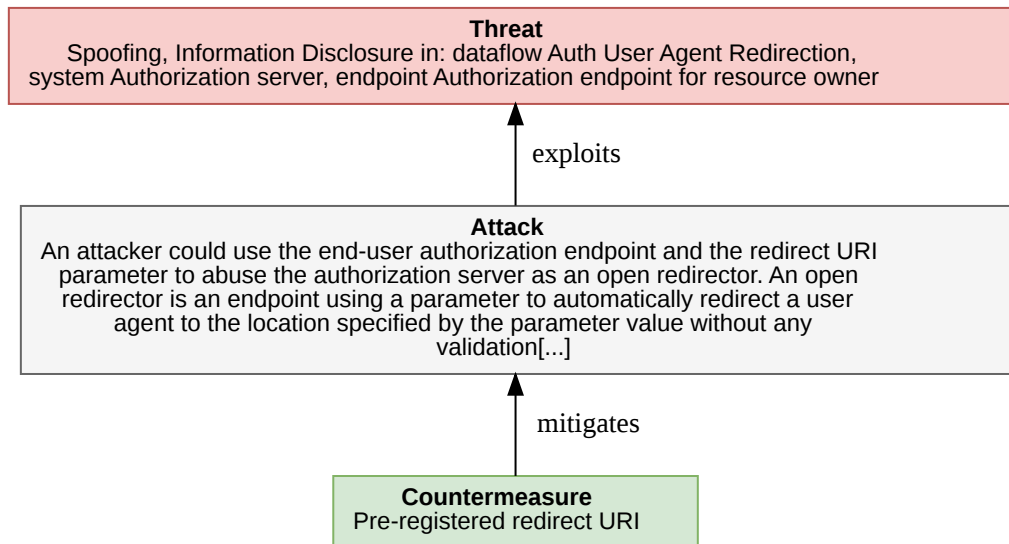 Threat
Spoofing, Information Disclosure in: dataflow Auth User Agent Redirection,
system Authorization server, endpoint Authorization endpoint for resource owner
exploits
Attack
An attacker could use the end-user authorization endpoint and the redirect URI
parameter to abuse the authorization server as an open redirector. An open
redirector is an endpoint using a parameter to automatically redirect a user
agent to the location specified by the parameter value without any
validation[...]
mitigates
Countermeasure
Pre-registered redirect URI